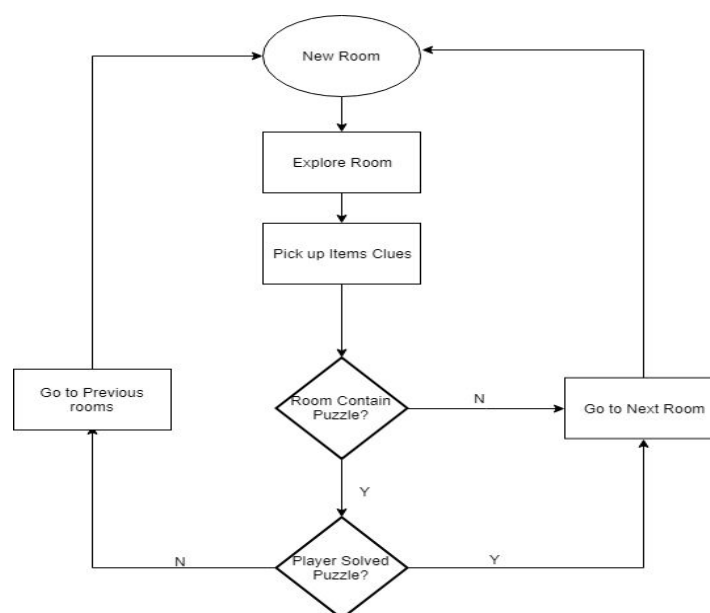 New Room
Explore Room
Pick up Items Clues
Go to Previous
rooms
Room Contain
Puzzle?
N
Go to Next Room
Y
N
Player Solved
Puzzle?
Y